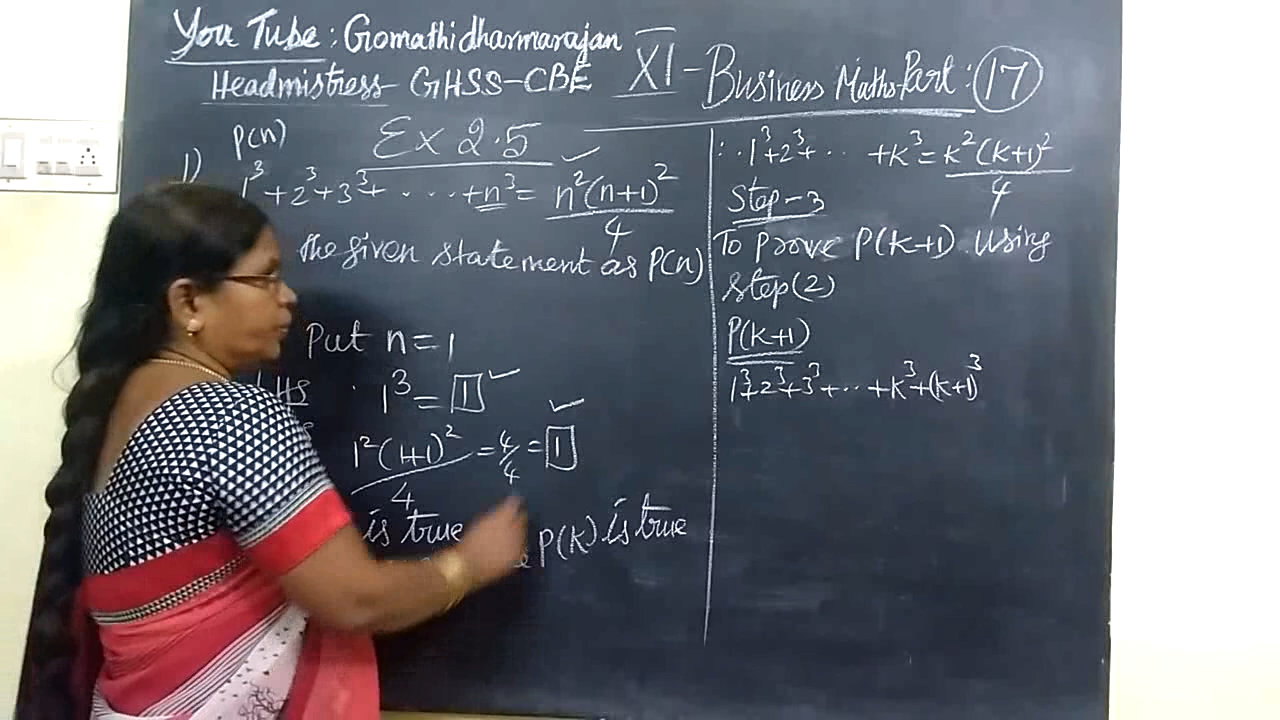 You Tube : Gomathidharmarajan
Headmistress - GHSS-CBE
XI - Business Maths-Part : 17
Ex 2.5
P(n)
1) 1³+2³+3³+ · · · +n³ = n²(n+1)²/4
the given statement as P(n)
Put n = 1
LHS 1³ = 1
1²(1+1)²/4 = 4/4 = 1
is true
P(K) is true
∴ 1³+2³+ ··· +K³ = K²(K+1)²/4
Step-3
To prove P(K+1) using
Step(2)
P(K+1)
1³+2³+3³+ ··· +K³+(K+1)³